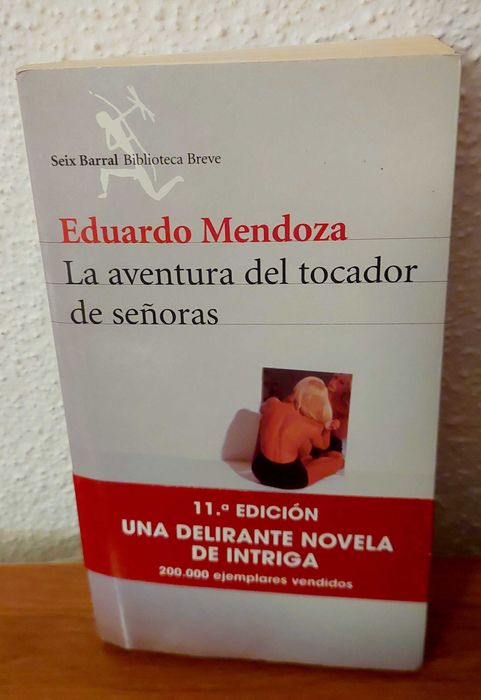 Seix Barral Biblioteca Breve
Eduardo Mendoza
La aventura del tocador
de señoras
11.ª EDICIÓN
UNA DELIRANTE NOVELA
DE INTRIGA
200.000 ejemplares vendidos